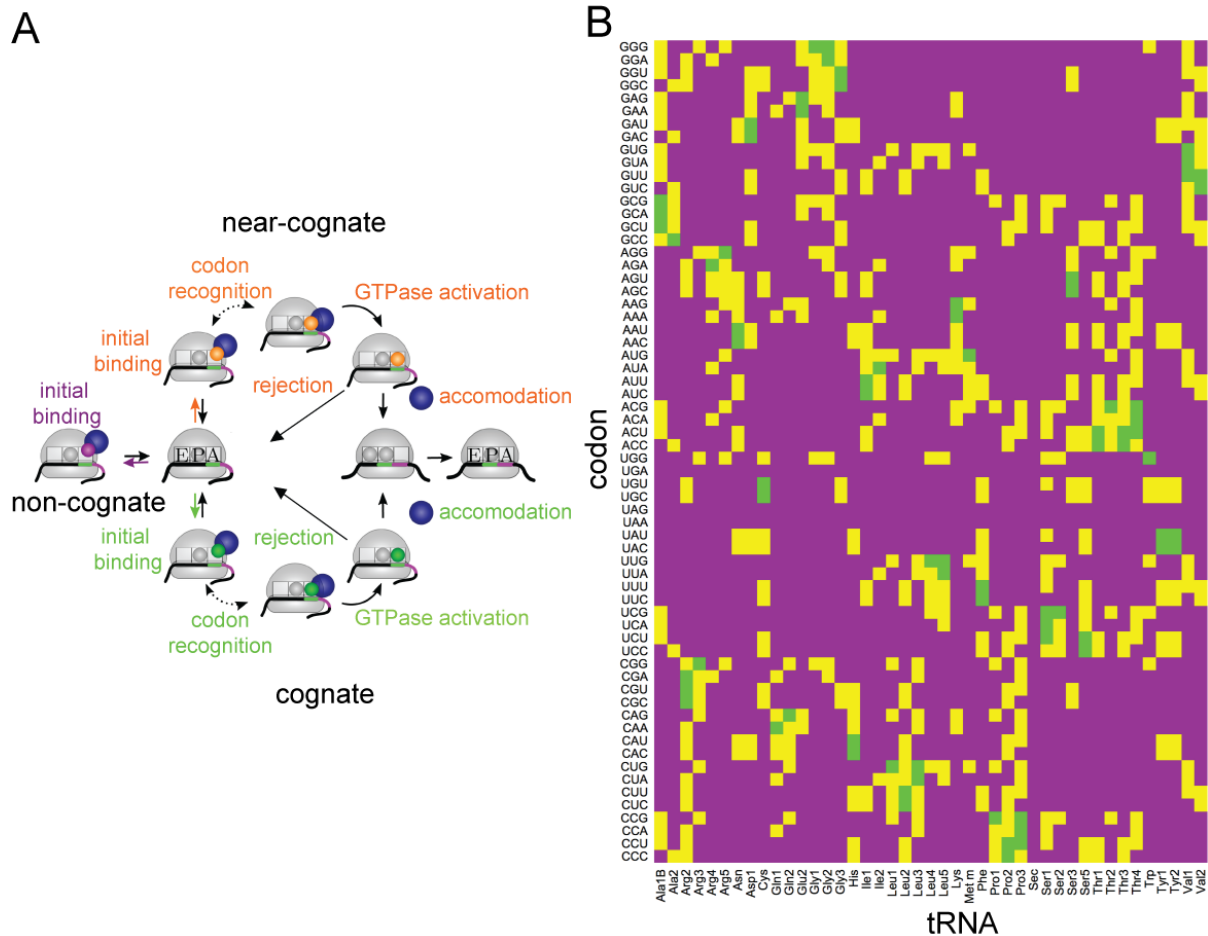 A
near-cognate
codon
recognition
GTPase activation
initial
binding
rejection
accomodation
initial
binding
E P A
E P A
non-cognate
initial
binding
rejection
accomodation
codon
recognition
GTPase activation
cognate
B
codon
GGG
GGA
GGU
GGC
GAG
GAA
GAU
GAC
GUG
GUA
GUU
GUC
GCG
GCA
GCU
GCC
AGG
AGA
AGU
AGC
AAG
AAA
AAU
AAC
AUG
AUA
AUU
AUC
ACG
ACA
ACU
ACC
UGG
UGA
UGU
UGC
UAG
UAA
UAU
UAC
UUG
UUA
UUU
UUC
UCG
UCA
UCU
UCC
CGG
CGA
CGU
CGC
CAG
CAA
CAU
CAC
CUG
CUA
CUU
CUC
CCG
CCA
CCU
CCC
Ala1B
Ala2
Arg2
Arg3
Arg4
Arg5
Asn
Asp1
Cys
Gln1
Gln2
Glu2
Gly1
Gly2
Gly3
His
Ile1
Ile2
Leu1
Leu2
Leu3
Leu4
Leu5
Lys
Met m
Phe
Pro1
Pro2
Pro3
Sec
Ser1
Ser2
Ser3
Ser5
Thr1
Thr2
Thr3
Thr4
Trp
Tyr1
Tyr2
Val1
Val2
tRNA